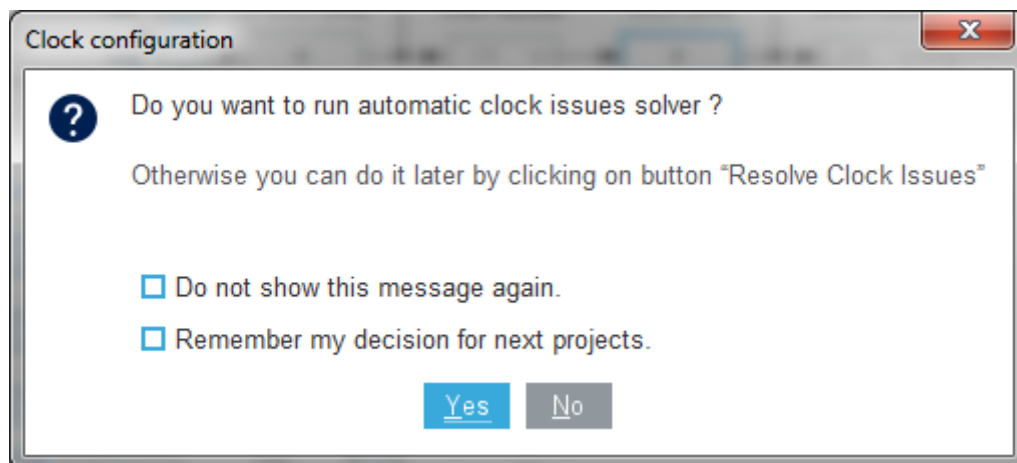 Clock configuration
Do you want to run automatic clock issues solver ?
Otherwise you can do it later by clicking on button “Resolve Clock Issues”
Do not show this message again.
Remember my decision for next projects.
Yes No